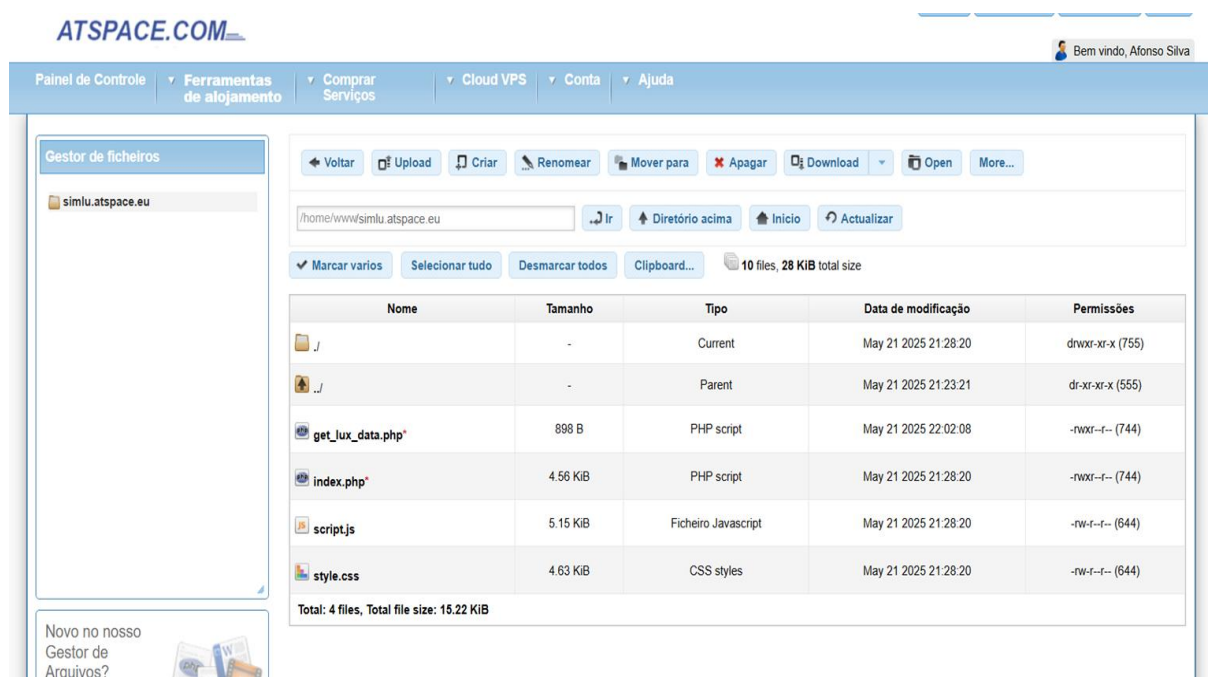 ATSPACE.COM
Bem vindo, Afonso Silva
Painel de Controle
Ferramentas
de alojamento
Comprar
Serviços
Cloud VPS
Conta
Ajuda
Gestor de ficheiros
simlu.atspace.eu
Voltar Upload Criar Renomear Mover para Apagar Download Open More...
/home/www/simlu.atspace.eu Ir Diretório acima Inicio Actualizar
Marcar varios Selecionar tudo Desmarcar todos Clipboard... 10 files, 28 KiB total size
Nome Tamanho Tipo Data de modificação Permissões
./ - Current May 21 2025 21:28:20 drwxr-xr-x (755)
../ - Parent May 21 2025 21:23:21 dr-xr-xr-x (555)
get_lux_data.php* 898 B PHP script May 21 2025 22:02:08 -rwxr--r-- (744)
index.php* 4.56 KiB PHP script May 21 2025 21:28:20 -rwxr--r-- (744)
script.js 5.15 KiB Ficheiro Javascript May 21 2025 21:28:20 -rw-r--r-- (644)
style.css 4.63 KiB CSS styles May 21 2025 21:28:20 -rw-r--r-- (644)
Total: 4 files, Total file size: 15.22 KiB
Novo no nosso
Gestor de
Arquivos?